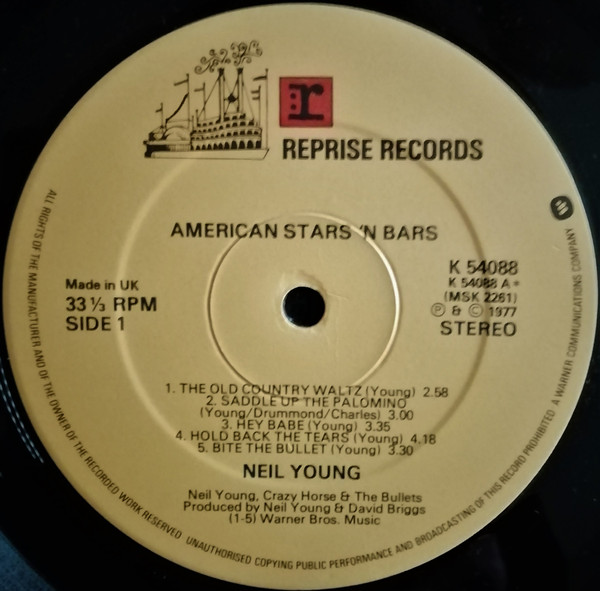 r
REPRISE RECORDS
AMERICAN STARS 'N BARS
Made in UK
33 ⅓ RPM
SIDE 1
K 54088
K 54088 A*
(MSK 2261)
℗ & © 1977
STEREO
1. THE OLD COUNTRY WALTZ (Young) 2.58
2. SADDLE UP THE PALOMINO
(Young/Drummond/Charles) 3.00
3. HEY BABE (Young) 3.35
4. HOLD BACK THE TEARS (Young) 4.18
5. BITE THE BULLET (Young) 3.30
NEIL YOUNG
Neil Young, Crazy Horse & The Bullets
Produced by Neil Young & David Briggs
(1-5) Warner Bros. Music
ALL RIGHTS OF THE MANUFACTURER AND OF THE OWNER OF THE RECORDED WORK RESERVED UNAUTHORISED COPYING PUBLIC PERFORMANCE AND BROADCASTING OF THIS RECORD PROHIBITED A WARNER COMMUNICATIONS COMPANY